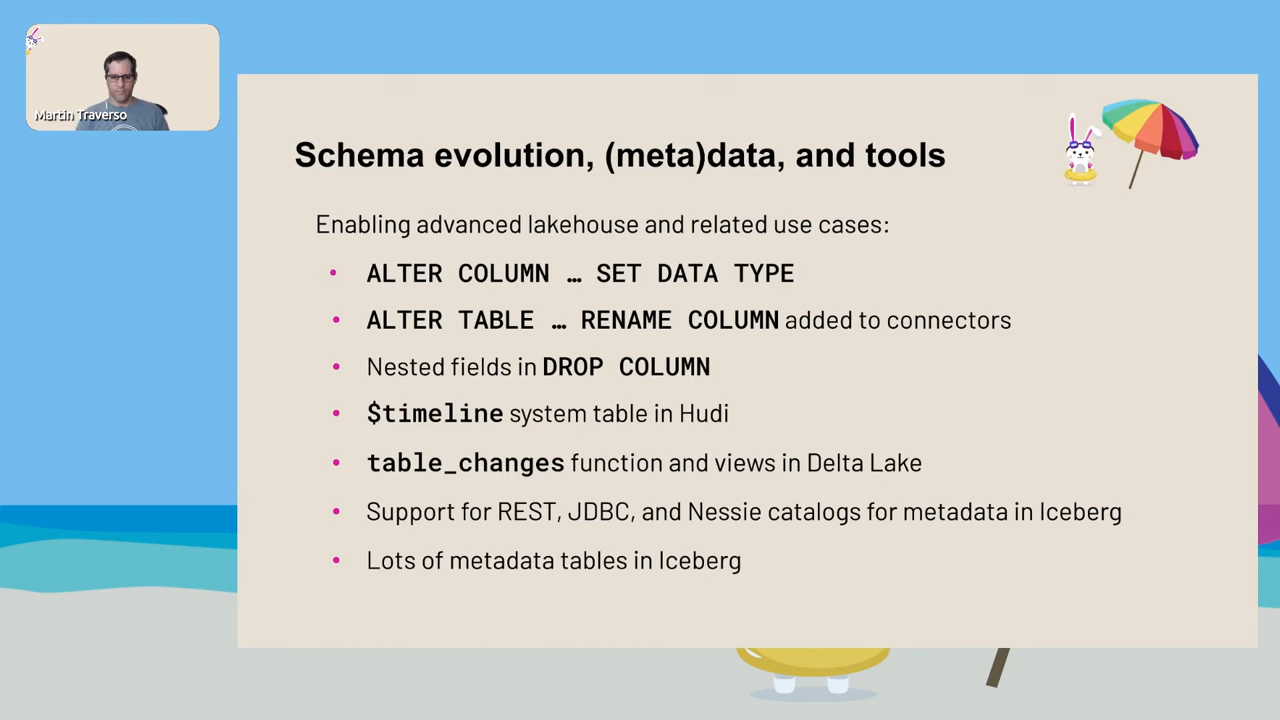 Martin Traverso
Schema evolution, (meta)data, and tools
Enabling advanced lakehouse and related use cases:
• ALTER COLUMN … SET DATA TYPE
• ALTER TABLE … RENAME COLUMN added to connectors
• Nested fields in DROP COLUMN
• $timeline system table in Hudi
• table_changes function and views in Delta Lake
• Support for REST, JDBC, and Nessie catalogs for metadata in Iceberg
• Lots of metadata tables in Iceberg